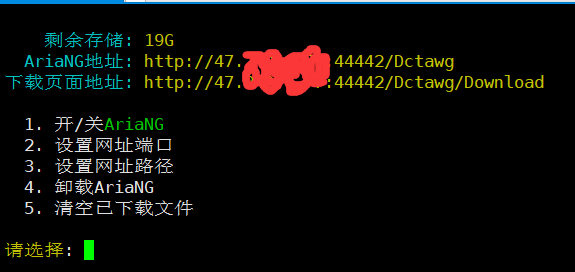 剩余存储: 19G
AriaNG地址: http://47. :44442/Dctawg
下载页面地址: http://47. :44442/Dctawg/Download
1. 开/关AriaNG
2. 设置网址端口
3. 设置网址路径
4. 卸载AriaNG
5. 清空已下载文件
请选择: